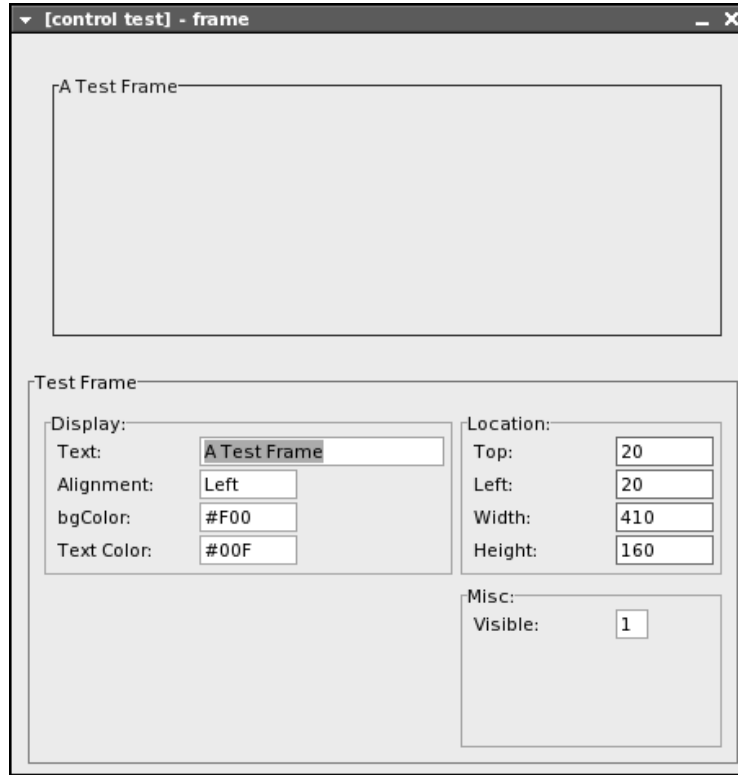 [control test] - frame
A Test Frame
Test Frame
Display:
Text: A Test Frame
Alignment: Left
bgColor: #F00
Text Color: #00F
Location:
Top: 20
Left: 20
Width: 410
Height: 160
Misc:
Visible: 1